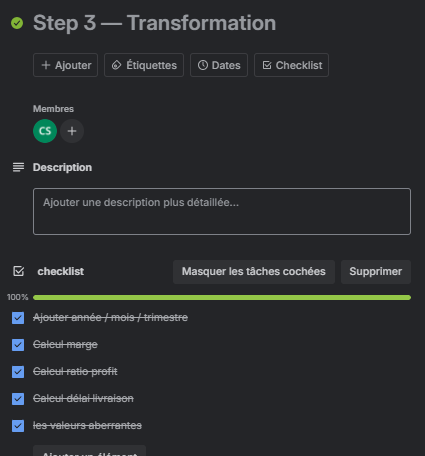 Step 3 — Transformation
Ajouter Étiquettes Dates Checklist
Membres
CS
Description
Ajouter une description plus détaillée...
checklist Masquer les tâches cochées Supprimer
100%
Ajouter année / mois / trimestre
Calcul marge
Calcul ratio profit
Calcul délai livraison
les valeurs aberrantes
Ajouter un élément